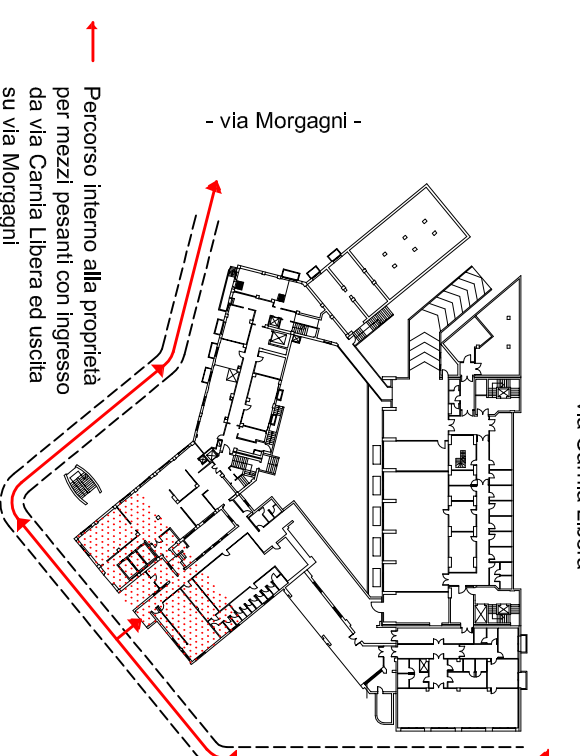 - via Morgagni -
Percorso interno alla proprietà
per mezzi pesanti con ingresso
da via Carnia Libera ed uscita
su via Morgagni